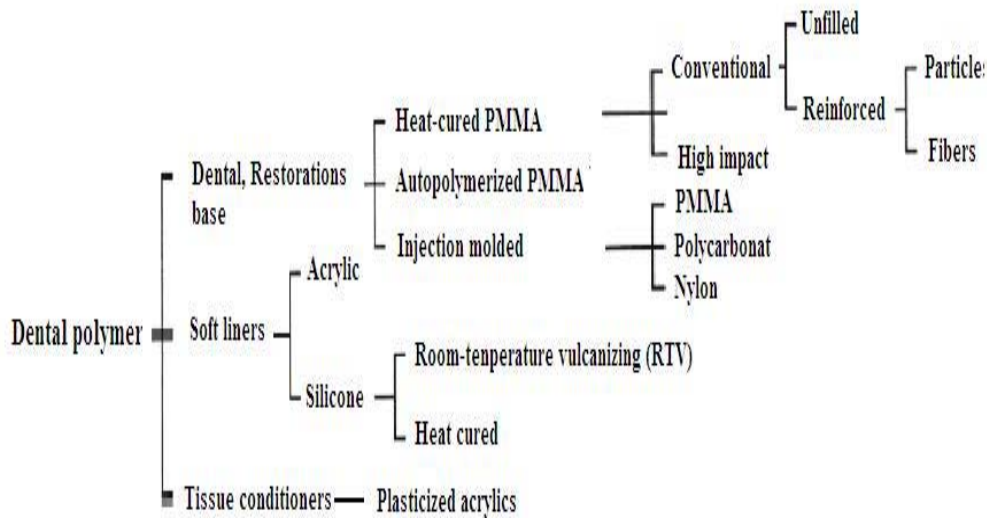 Unfilled
Conventional
Particles
Reinforced
Heat-cured PMMA
High impact
Fibers
Dental, Restorations
base
Autopolymerized PMMA
PMMA
Injection molded
Polycarbonat
Acrylic
Nylon
Dental polymer
Soft liners
Room-tenperature vulcanizing (RTV)
Silicone
Heat cured
Tissue conditioners
Plasticized acrylics